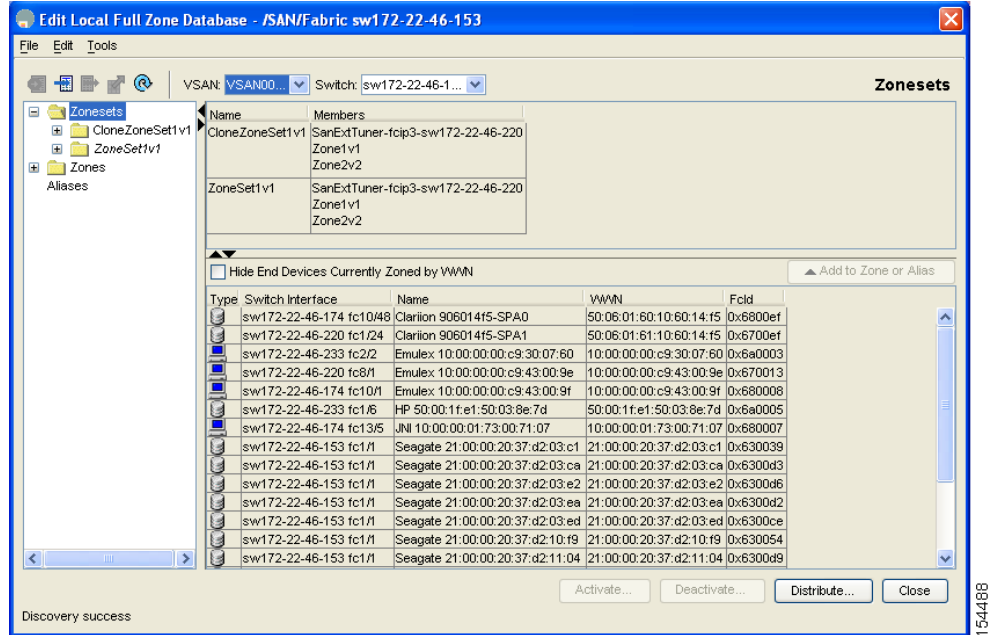 Edit Local Full Zone Database - /SAN/Fabric sw172-22-46-153
File Edit Tools
VSAN: VSAN00... Switch: sw172-22-46-1... Zonesets
Zonesets
CloneZoneSet1v1
ZoneSet1v1
Zones
Aliases
Name Members
CloneZoneSet1v1 SanExtTuner-fcip3-sw172-22-46-220
Zone1v1
Zone2v2
ZoneSet1v1 SanExtTuner-fcip3-sw172-22-46-220
Zone1v1
Zone2v2
Hide End Devices Currently Zoned by WWN Add to Zone or Alias
Type Switch Interface Name WWN FcId
sw172-22-46-174 fc10/48 Clariion 906014f5-SPA0 50:06:01:60:10:60:14:f5 0x6800ef
sw172-22-46-220 fc1/24 Clariion 906014f5-SPA1 50:06:01:61:10:60:14:f5 0x6700ef
sw172-22-46-233 fc2/2 Emulex 10:00:00:00:c9:30:07:60 10:00:00:00:c9:30:07:60 0x6a0003
sw172-22-46-220 fc8/1 Emulex 10:00:00:00:c9:43:00:9e 10:00:00:00:c9:43:00:9e 0x670013
sw172-22-46-174 fc10/1 Emulex 10:00:00:00:c9:43:00:9f 10:00:00:00:c9:43:00:9f 0x680008
sw172-22-46-233 fc1/6 HP 50:00:1f:e1:50:03:8e:7d 50:00:1f:e1:50:03:8e:7d 0x6a0005
sw172-22-46-174 fc13/5 JNI 10:00:00:01:73:00:71:07 10:00:00:01:73:00:71:07 0x680007
sw172-22-46-153 fc1/1 Seagate 21:00:00:20:37:d2:03:c1 21:00:00:20:37:d2:03:c1 0x630039
sw172-22-46-153 fc1/1 Seagate 21:00:00:20:37:d2:03:ca 21:00:00:20:37:d2:03:ca 0x6300d3
sw172-22-46-153 fc1/1 Seagate 21:00:00:20:37:d2:03:e2 21:00:00:20:37:d2:03:e2 0x6300d6
sw172-22-46-153 fc1/1 Seagate 21:00:00:20:37:d2:03:ea 21:00:00:20:37:d2:03:ea 0x6300d2
sw172-22-46-153 fc1/1 Seagate 21:00:00:20:37:d2:03:ed 21:00:00:20:37:d2:03:ed 0x6300ce
sw172-22-46-153 fc1/1 Seagate 21:00:00:20:37:d2:10:f9 21:00:00:20:37:d2:10:f9 0x630054
sw172-22-46-153 fc1/1 Seagate 21:00:00:20:37:d2:11:04 21:00:00:20:37:d2:11:04 0x6300d9
Activate... Deactivate... Distribute... Close
Discovery success
154488